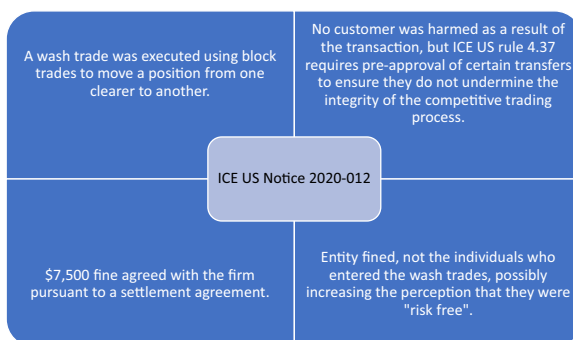 A wash trade was executed using block
trades to move a position from one
clearer to another.
No customer was harmed as a result of
the transaction, but ICE US rule 4.37
requires pre-approval of certain transfers
to ensure they do not undermine the
integrity of the competitive trading
process.
ICE US Notice 2020-012
$7,500 fine agreed with the firm
pursuant to a settlement agreement.
Entity fined, not the individuals who
entered the wash trades, possibly
increasing the perception that they were
"risk free".